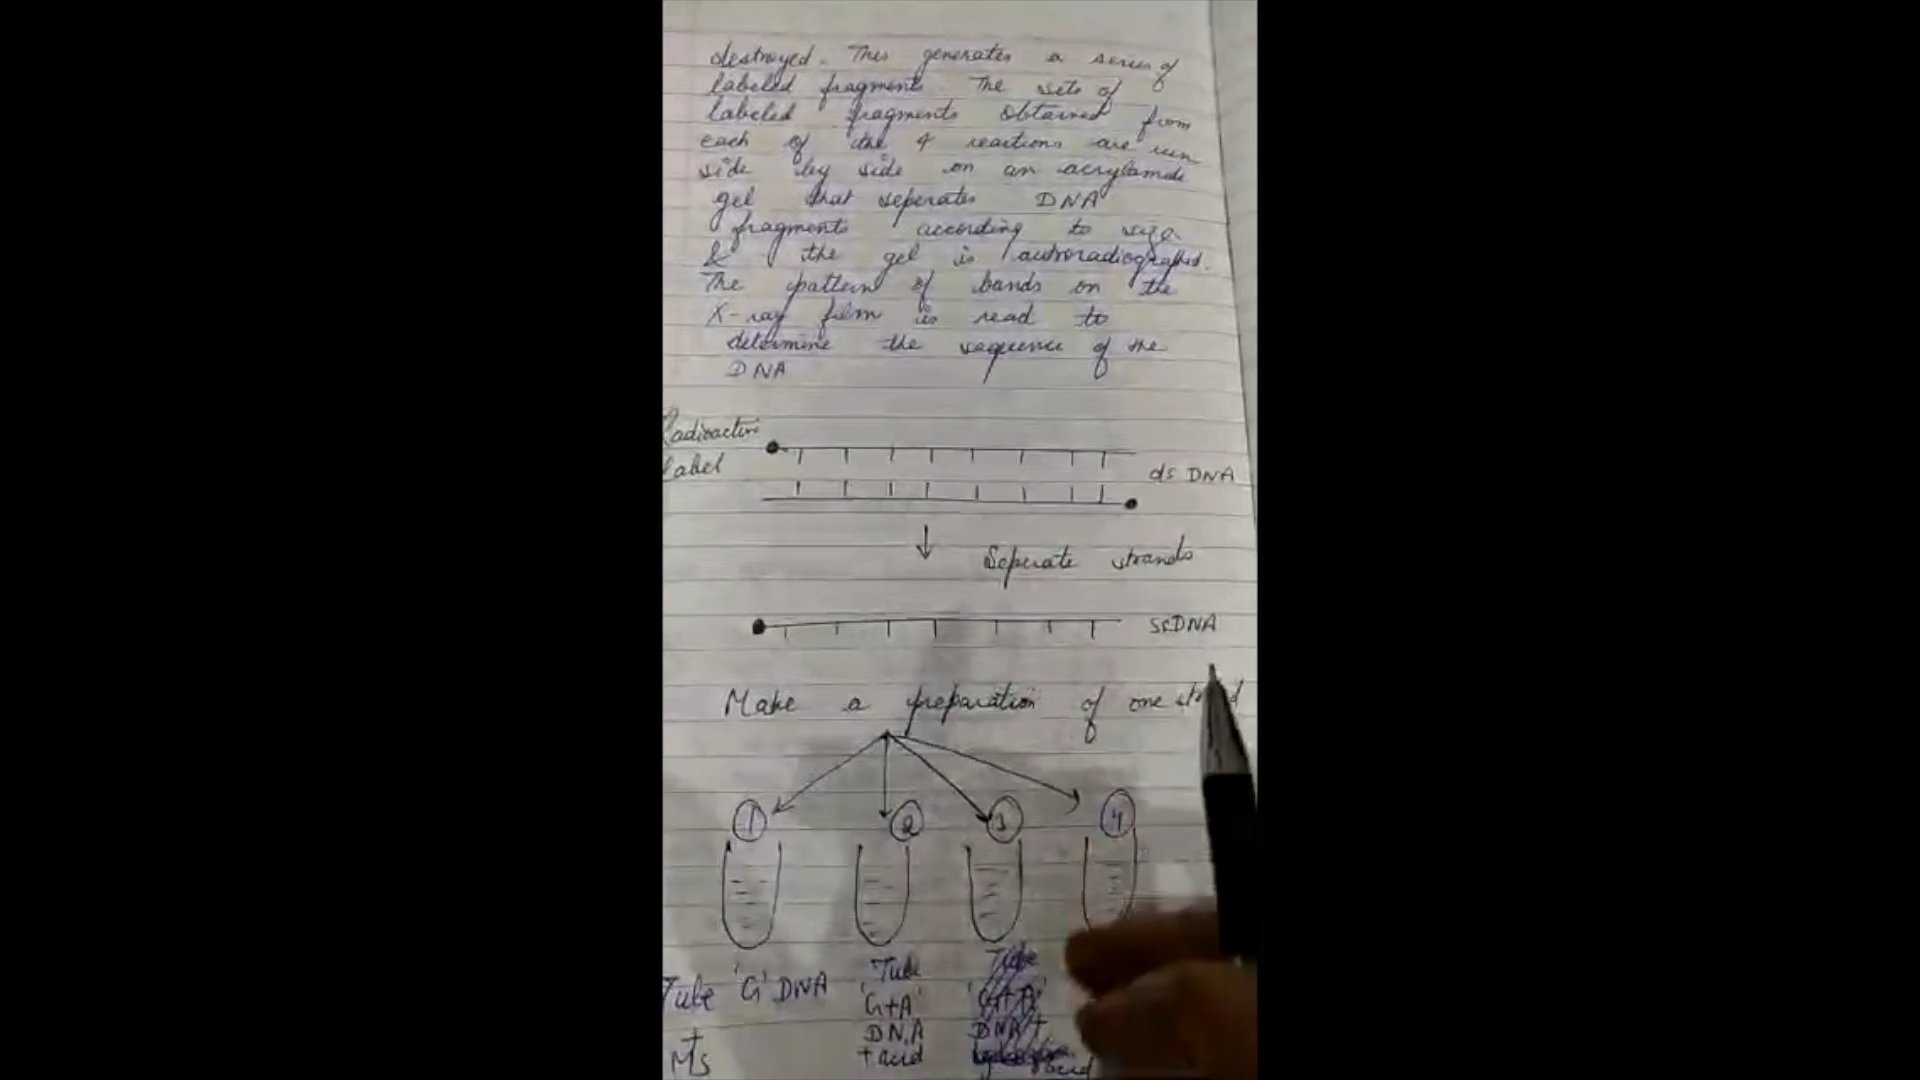 destroyed. This generates a series of
labeled fragments. The sets of
labeled fragments obtained from
each of the 4 reactions are run
side by side on an acrylamide
gel that seperates DNA
fragments according to size
& the gel is autoradiographed.
The pattern of bands on the
X-ray film is read to
determine the sequence of the
DNA
Radioactive
label
ds DNA
Seperate strands
ssDNA
Make a preparation of one strand
1 2 3 4
Tube 'G' DNA
+
Tube
'G+A'
DNA
+ acid
Tube
'G+A'
DNA +
acid